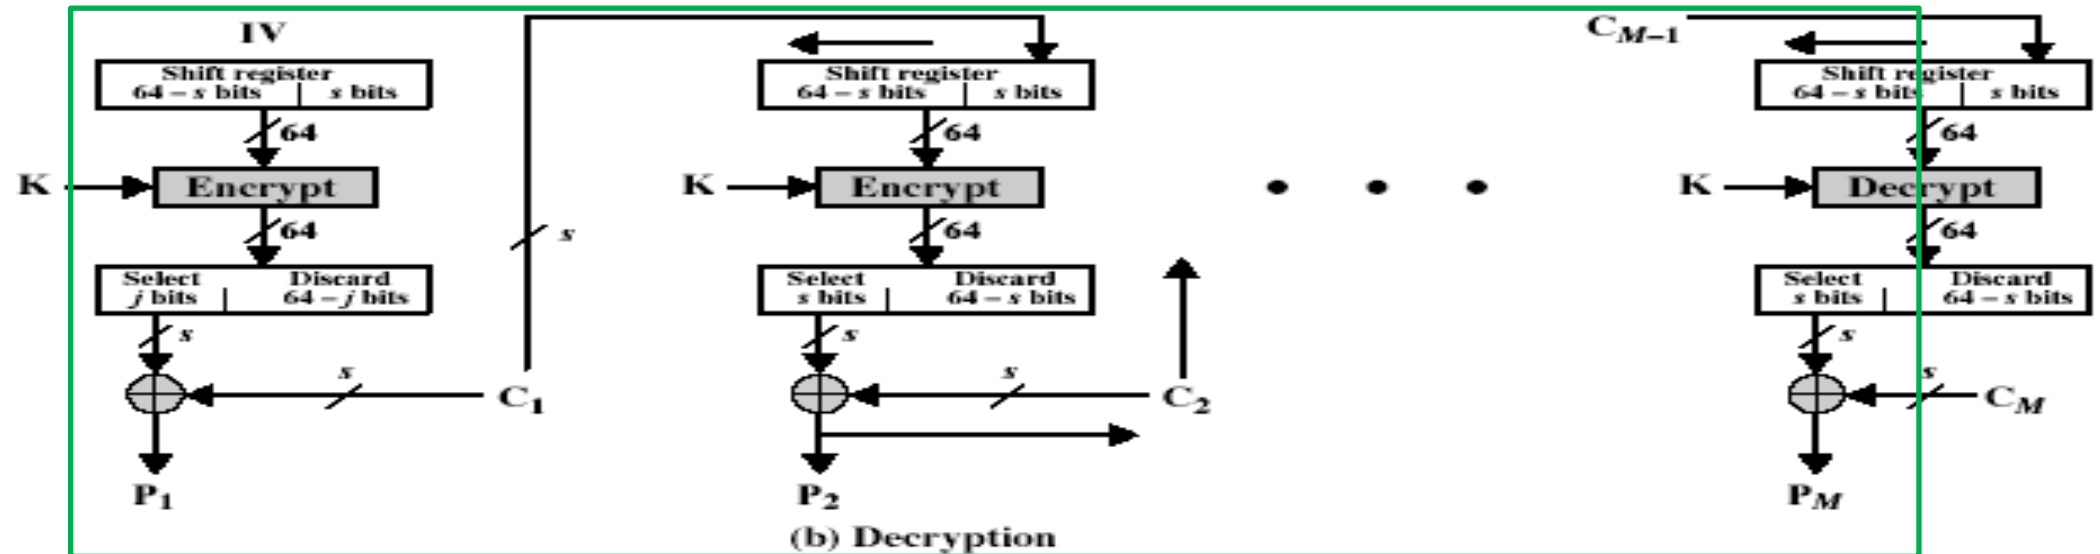 IV
Shift register
64 – s bits | s bits
64
K
Encrypt
64
Select Discard
j bits | 64 – j bits
s
s
C1
P1
s
Shift register
64 – s bits | s bits
64
K
Encrypt
64
Select Discard
s bits | 64 – s bits
s
s
C2
P2
CM–1
Shift register
64 – s bits | s bits
64
K
Decrypt
64
Select Discard
s bits | 64 – s bits
s
s
CM
PM
(b) Decryption